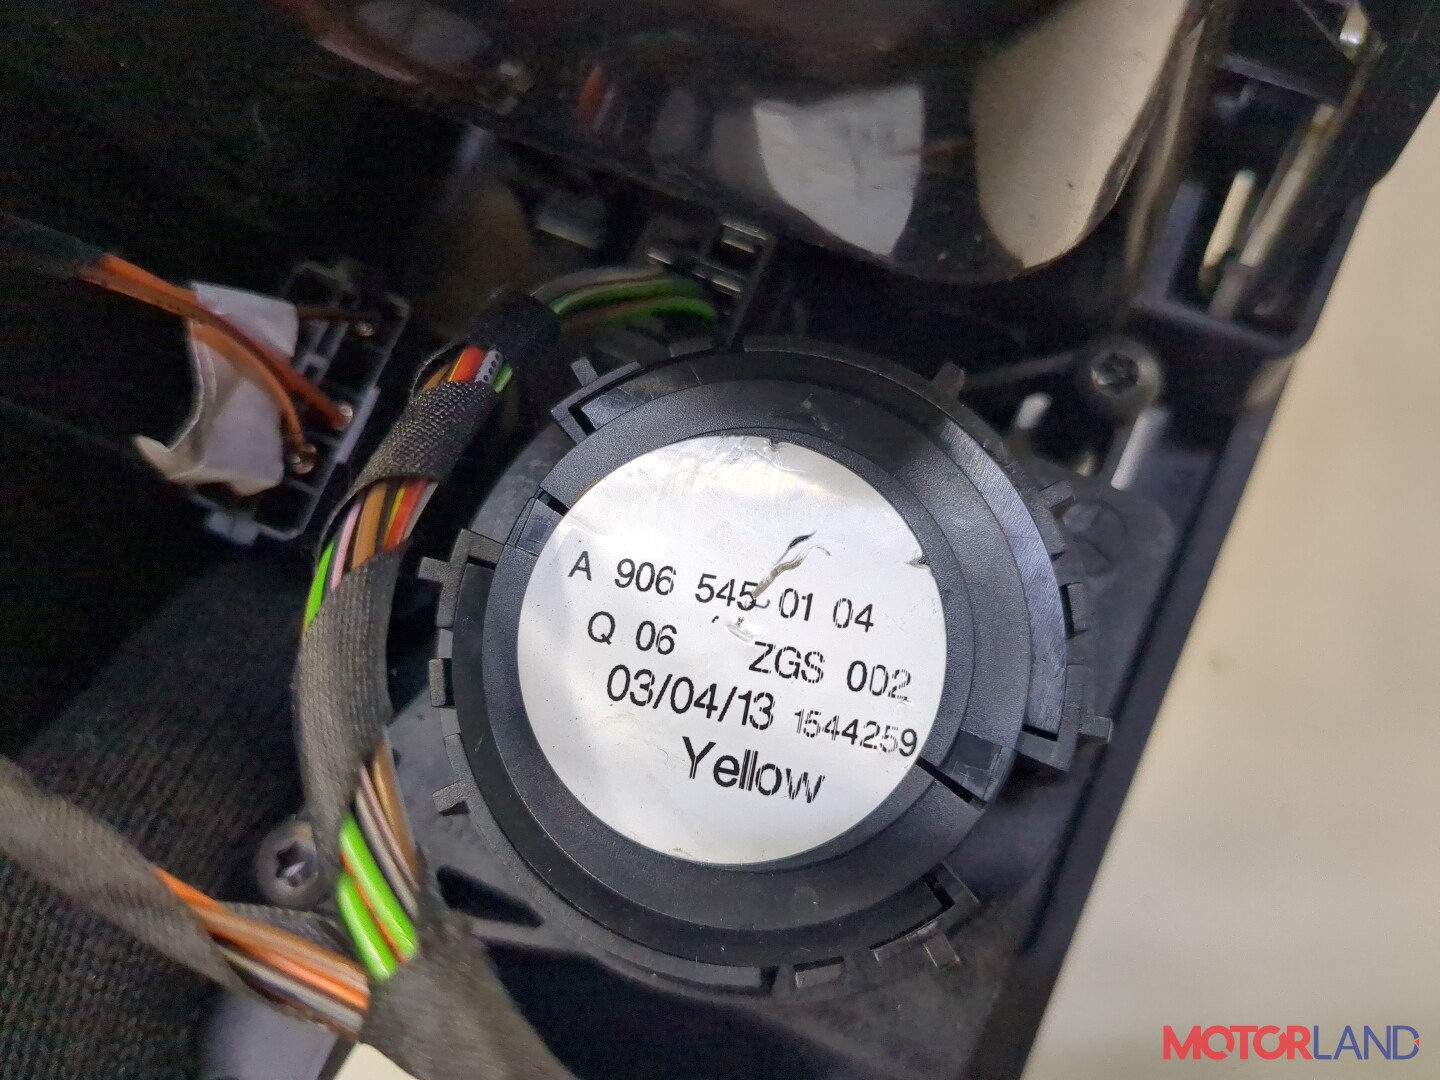 A 906 545 01 04
Q 06 ZGS 002
03/04/13 1544259
Yellow
MOTORLAND